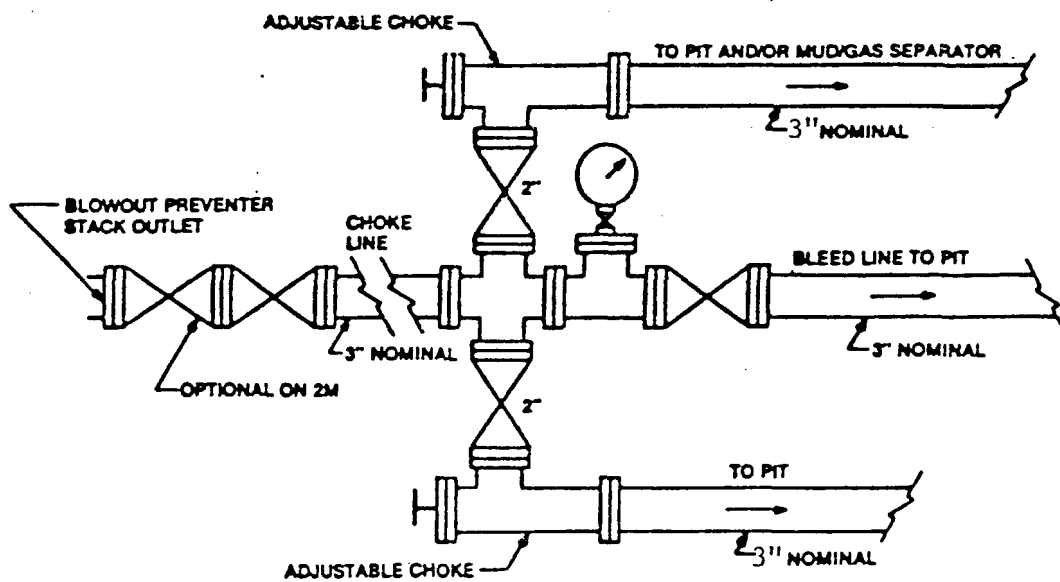 ADJUSTABLE CHOKE
TO PIT AND/OR MUD/GAS SEPARATOR
3" NOMINAL
2"
BLOWOUT PREVENTER
STACK OUTLET
CHOKE
LINE
BLEED LINE TO PIT
3" NOMINAL
3" NOMINAL
OPTIONAL ON 2M
2"
TO PIT
3" NOMINAL
ADJUSTABLE CHOKE